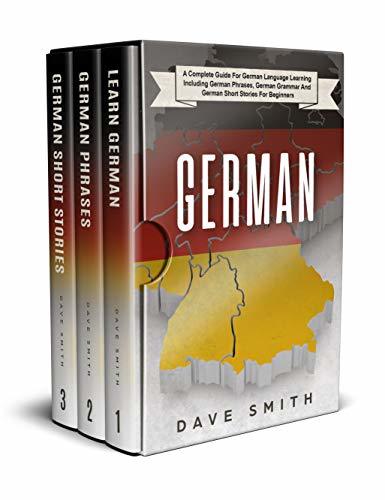 A Complete Guide For German Language Learning
Including German Phrases, German Grammar And
German Short Stories For Beginners
GERMAN
DAVE SMITH
LEARN GERMAN
DAVE SMITH
1
GERMAN PHRASES
DAVE SMITH
2
GERMAN SHORT STORIES
DAVE SMITH
3